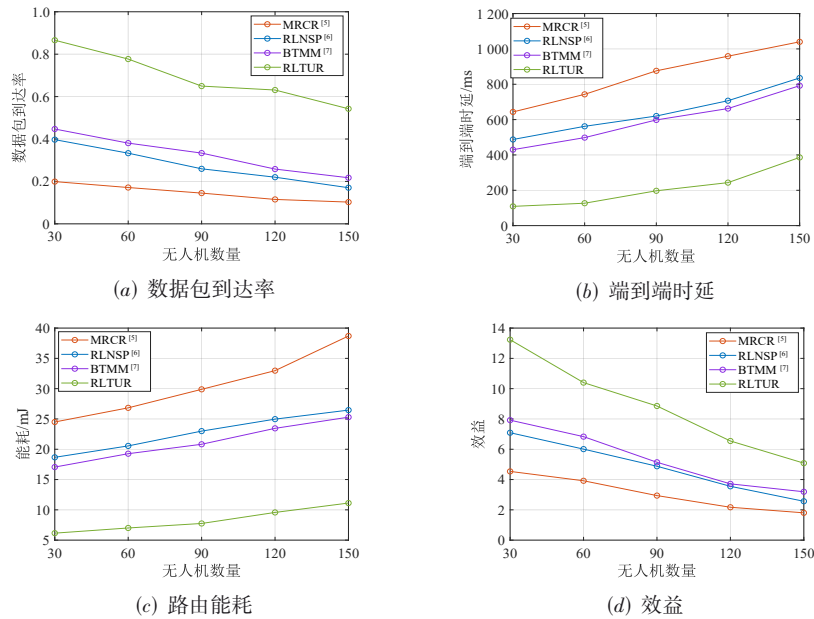 1.0
0.8
0.6
0.4
0.2
0
数据包到达率
MRCR[5]
RLNSP[6]
BTMM[7]
RLTUR
30 60 90 120 150
无人机数量
(a) 数据包到达率
1 200
1 000
800
600
400
200
0
端到端时延/ms
MRCR[5]
RLNSP[6]
BTMM[7]
RLTUR
30 60 90 120 150
无人机数量
(b) 端到端时延
40
35
30
25
20
15
10
5
能耗/mJ
MRCR[5]
RLNSP[6]
BTMM[7]
RLTUR
30 60 90 120 150
无人机数量
(c) 路由能耗
14
12
10
8
6
4
2
0
效益
MRCR[5]
RLNSP[6]
BTMM[7]
RLTUR
30 60 90 120 150
无人机数量
(d) 效益